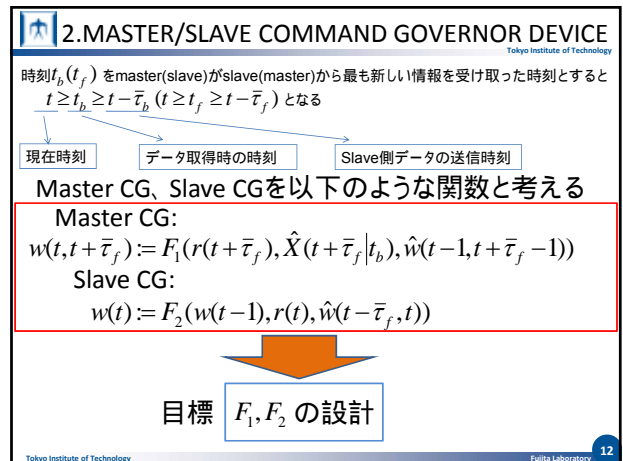 2.MASTER/SLAVE COMMAND GOVERNOR DEVICE
Tokyo Institute of Technology
時刻t_b(t_f) をmaster(slave)がslave(master)から最も新しい情報を受け取った時刻とすると
t ≥ t_b ≥ t − τ̄_b (t ≥ t_f ≥ t − τ̄_f) となる
現在時刻 データ取得時の時刻 Slave側データの送信時刻
Master CG、Slave CGを以下のような関数と考える
Master CG:
w(t,t+τ̄_f) := F_1(r(t+τ̄_f), X̂(t+τ̄_f|t_b), ŵ(t−1,t+τ̄_f−1))
Slave CG:
w(t) := F_2(w(t−1), r(t), ŵ(t−τ̄_f,t))
目標 F_1, F_2 の設計
Tokyo Institute of Technology Fujita Laboratory 12